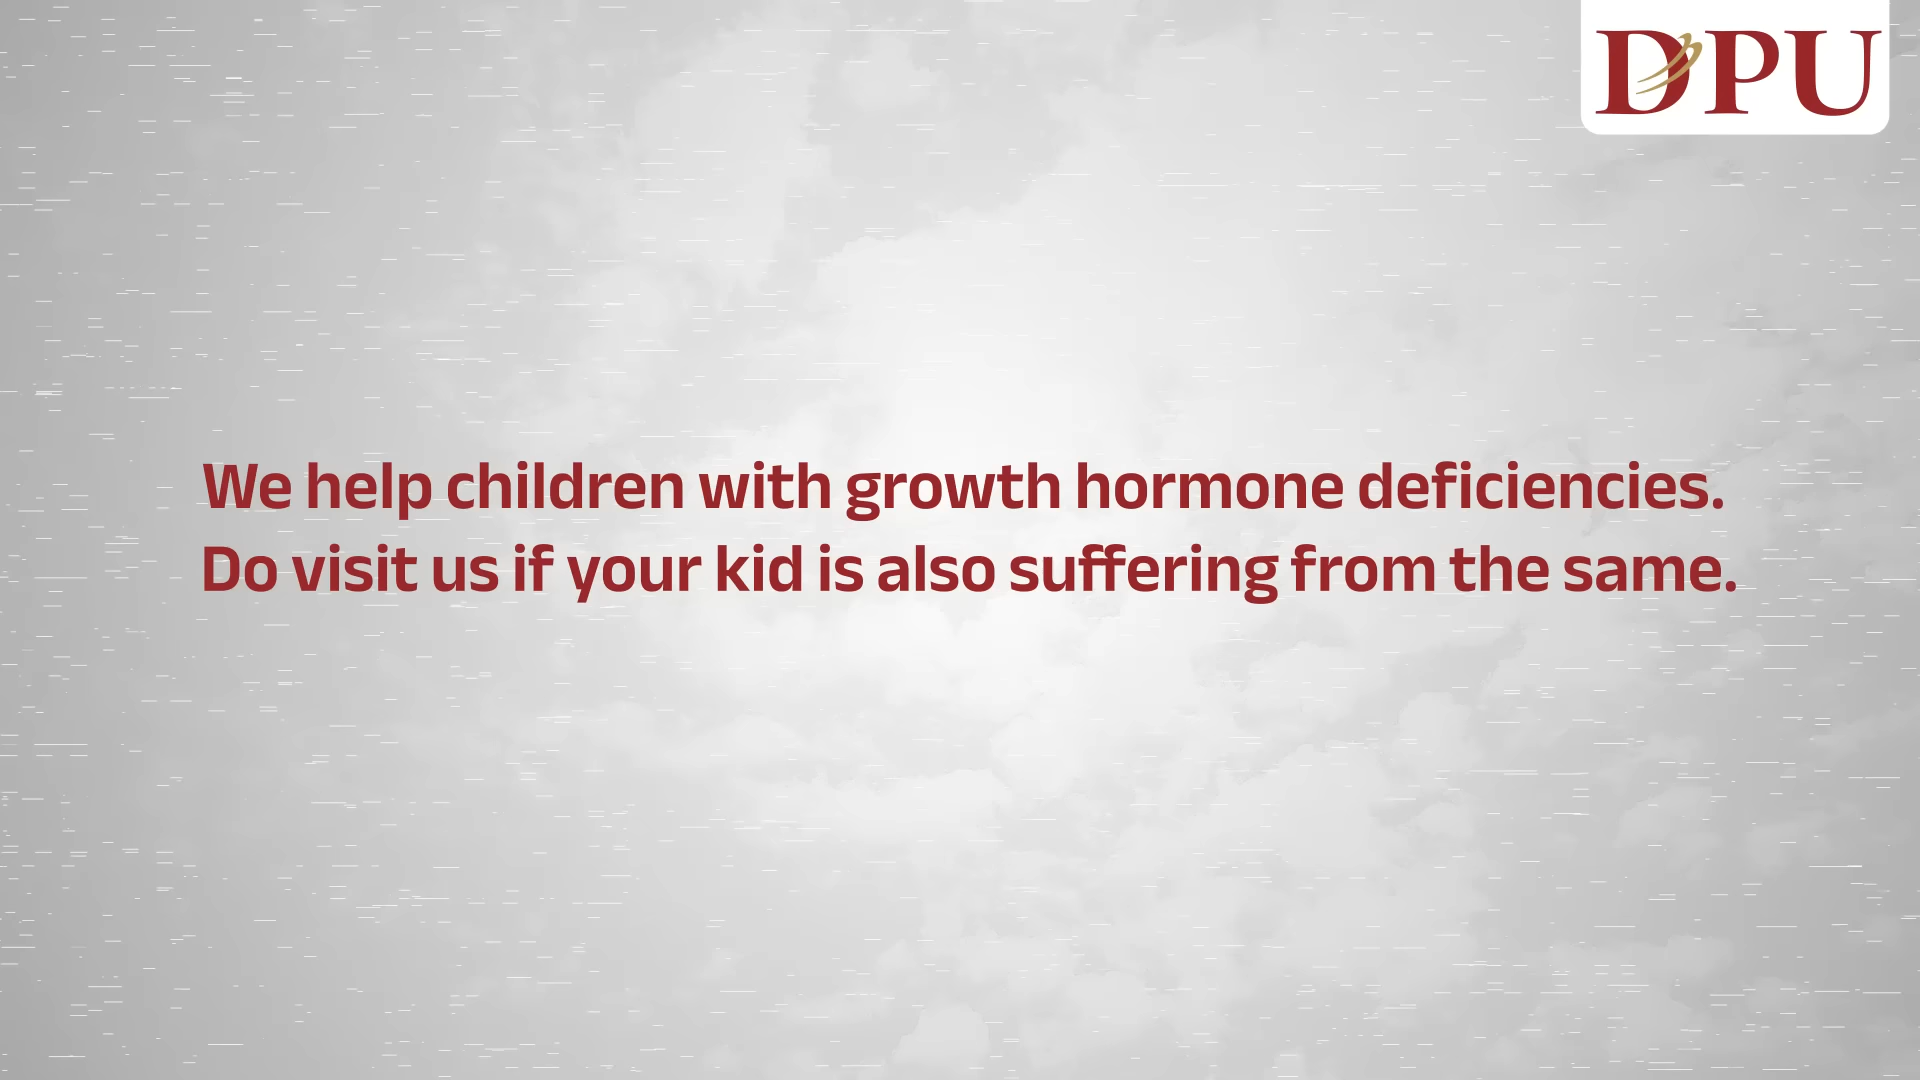 DPU
We help children with growth hormone deficiencies.
Do visit us if your kid is also suffering from the same.